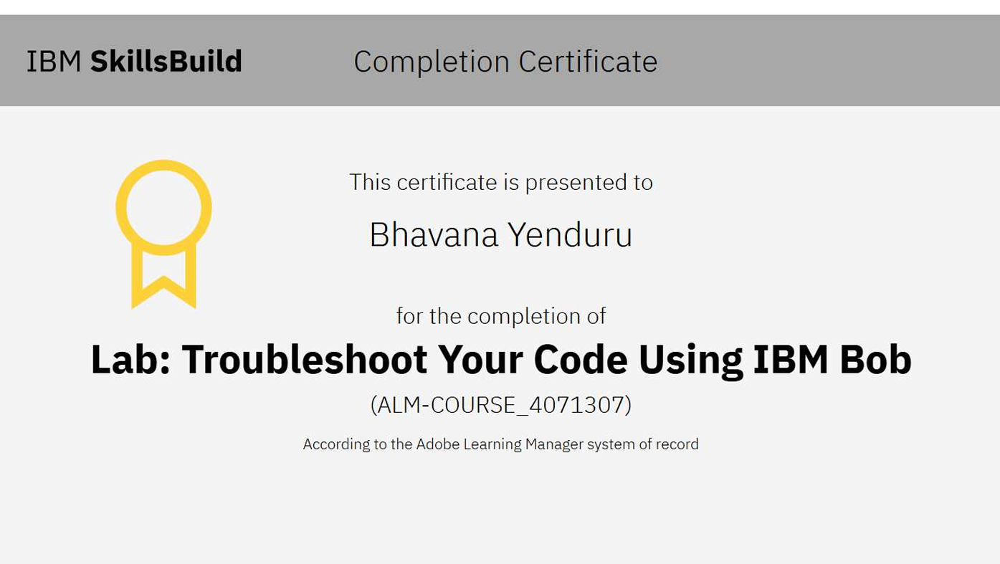 IBM SkillsBuild
Completion Certificate
This certificate is presented to
Bhavana Yenduru
for the completion of
Lab: Troubleshoot Your Code Using IBM Bob
(ALM-COURSE_4071307)
According to the Adobe Learning Manager system of record